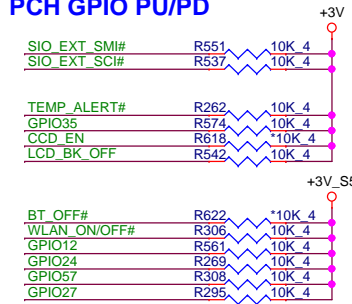 PCH GPIO PU/PD
+3V
SIO_EXT_SMI# R551 10K_4
SIO_EXT_SCI# R537 10K_4
TEMP_ALERT# R262 10K_4
GPIO35 R574 10K_4
CCD_EN R618 *10K_4
LCD_BK_OFF R542 10K_4
+3V_S5
BT_OFF# R622 *10K_4
WLAN_ON/OFF# R306 10K_4
GPIO12 R561 10K_4
GPIO24 R269 10K_4
GPIO57 R308 10K_4
GPIO27 R295 10K_4